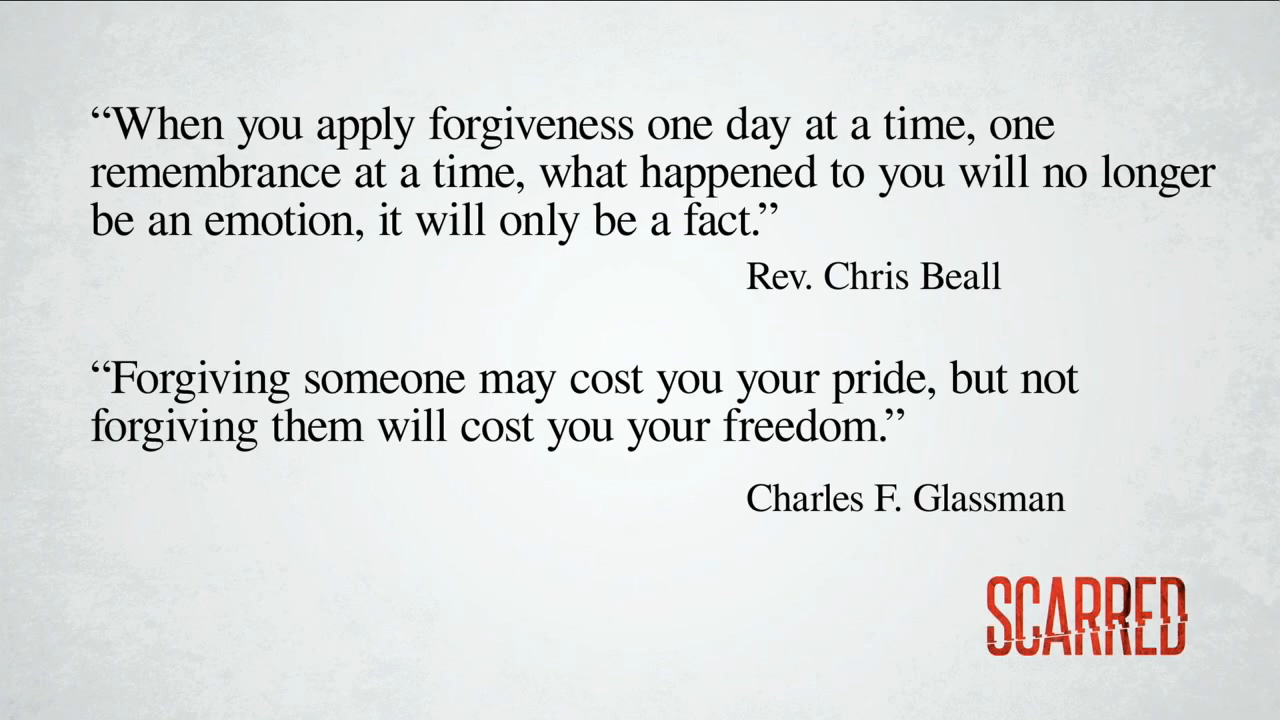 “When you apply forgiveness one day at a time, one
remembrance at a time, what happened to you will no longer
be an emotion, it will only be a fact.”
Rev. Chris Beall
“Forgiving someone may cost you your pride, but not
forgiving them will cost you your freedom.”
Charles F. Glassman
SCARRED